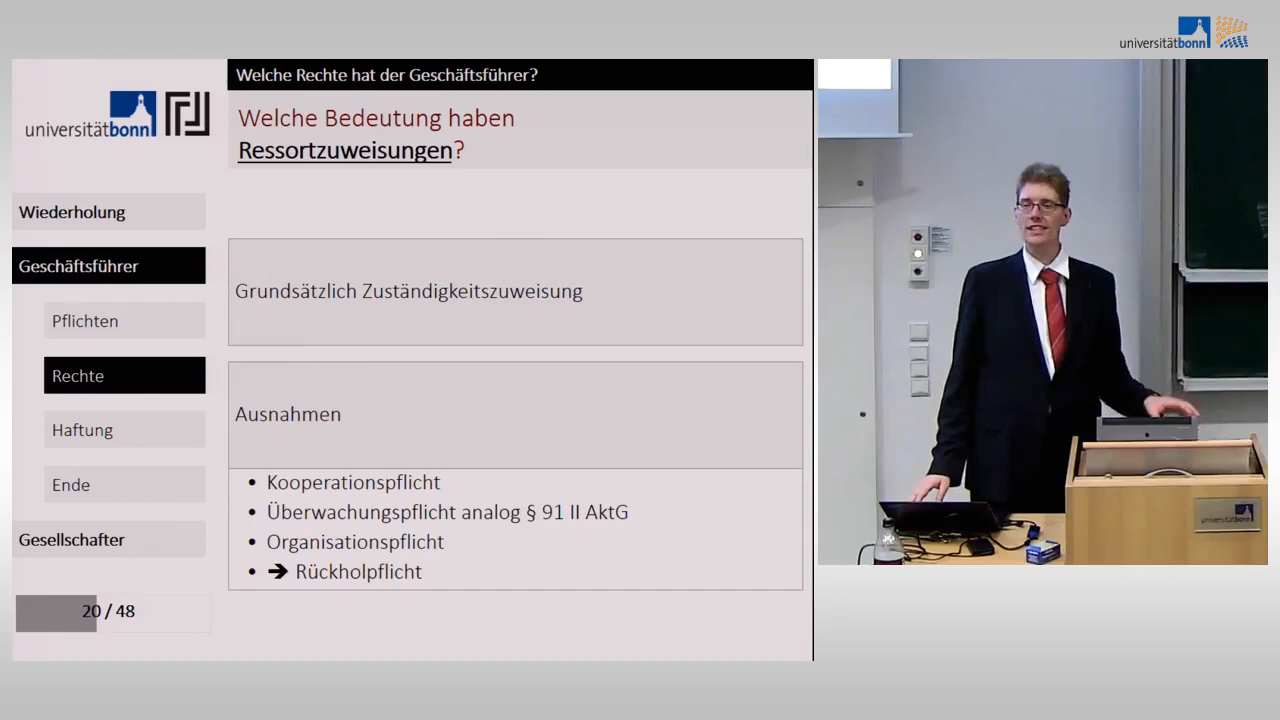 universitätbonn
Welche Rechte hat der Geschäftsführer?
universitätbonn
Welche Bedeutung haben
Ressortzuweisungen?
Wiederholung
Geschäftsführer
Pflichten
Rechte
Haftung
Ende
Gesellschafter
20 / 48
Grundsätzlich Zuständigkeitszuweisung
Ausnahmen
• Kooperationspflicht
• Überwachungspflicht analog § 91 II AktG
• Organisationspflicht
• ➔ Rückholpflicht
universitätbonn